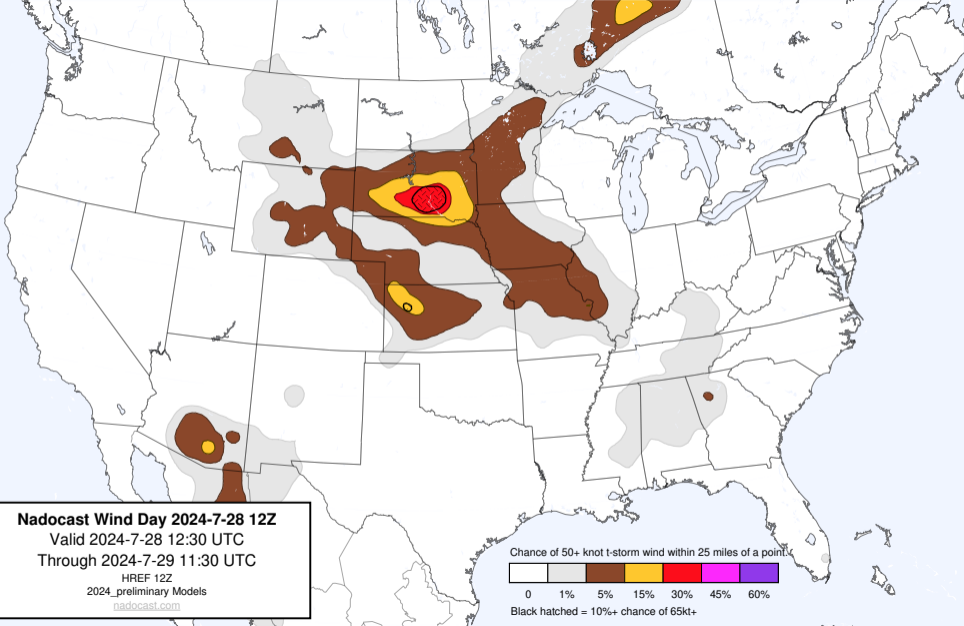 Nadocast Wind Day 2024-7-28 12Z
Valid 2024-7-28 12:30 UTC
Through 2024-7-29 11:30 UTC
HREF 12Z
2024_preliminary Models
nadocast.com
Chance of 50+ knot t-storm wind within 25 miles of a point.
0 1% 5% 15% 30% 45% 60%
Black hatched = 10%+ chance of 65kt+